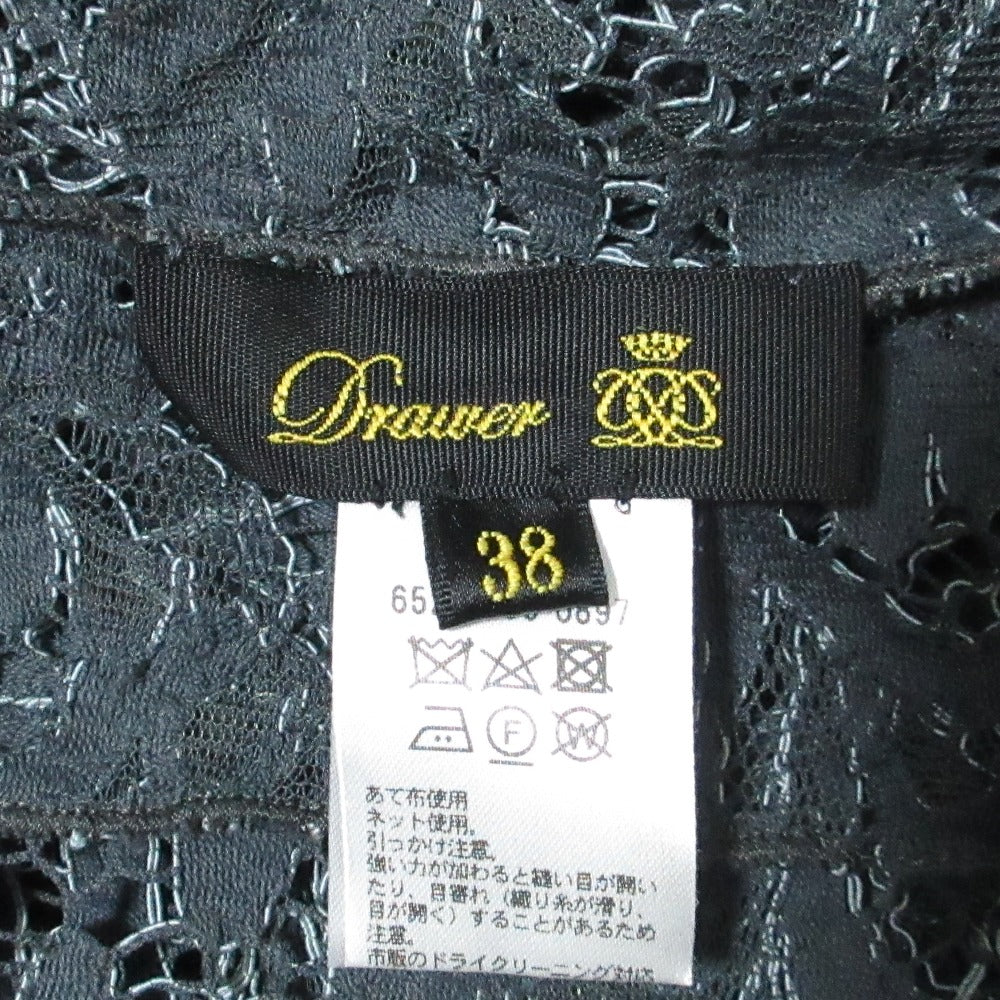 Drawer
38
F
W
あて布使用
ネット使用。
引っかけ注意。
強い力が加わると縫い目が開い
たり、目寄れ（織り糸が滑り、
目が開く）することがあるため
注意。
市販のドライクリーニング対応